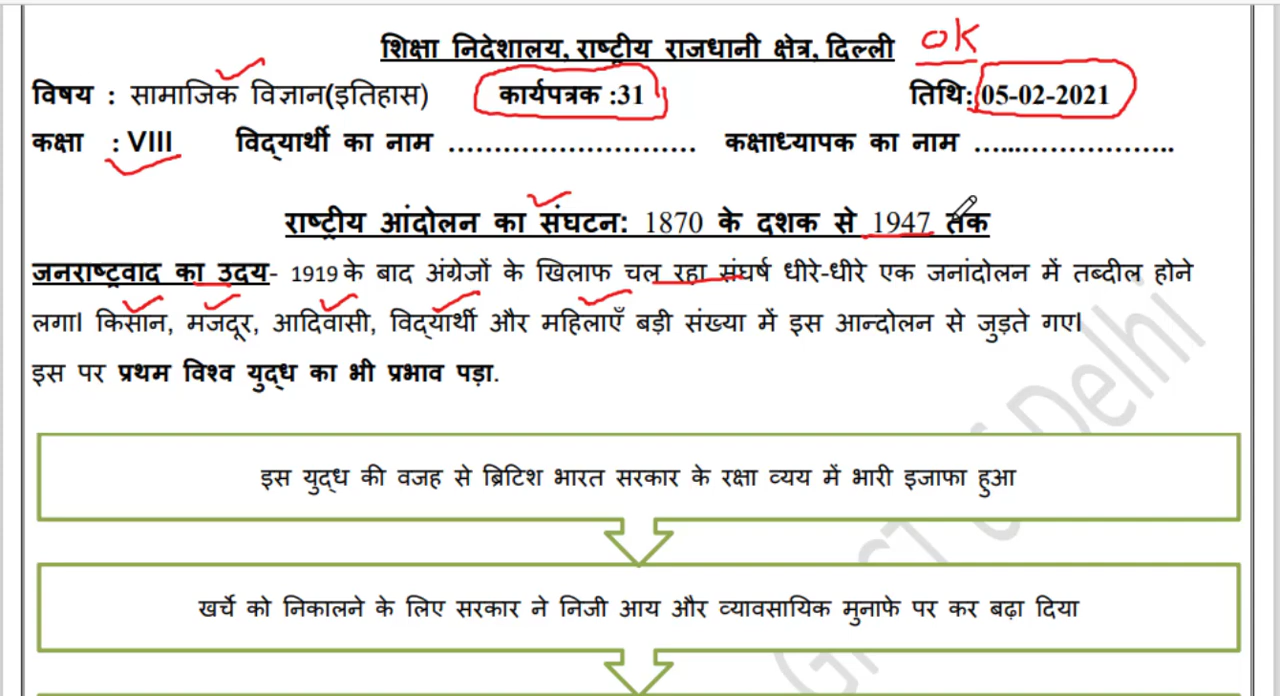 शिक्षा निदेशालय, राष्ट्रीय राजधानी क्षेत्र, दिल्ली OK
विषय : सामाजिक विज्ञान(इतिहास) कार्यपत्रक :31 तिथि: 05-02-2021
कक्षा : VIII विद्यार्थी का नाम ........................... कक्षाध्यापक का नाम ......................
राष्ट्रीय आंदोलन का संघटन: 1870 के दशक से 1947 तक
जनराष्ट्रवाद का उदय- 1919 के बाद अंग्रेजों के खिलाफ चल रहा संघर्ष धीरे-धीरे एक जनांदोलन में तब्दील होने
लगा। किसान, मजदूर, आदिवासी, विद्यार्थी और महिलाएँ बड़ी संख्या में इस आन्दोलन से जुड़ते गए।
इस पर प्रथम विश्व युद्ध का भी प्रभाव पड़ा.
इस युद्ध की वजह से ब्रिटिश भारत सरकार के रक्षा व्यय में भारी इजाफा हुआ
खर्चे को निकालने के लिए सरकार ने निजी आय और व्यावसायिक मुनाफे पर कर बढ़ा दिया